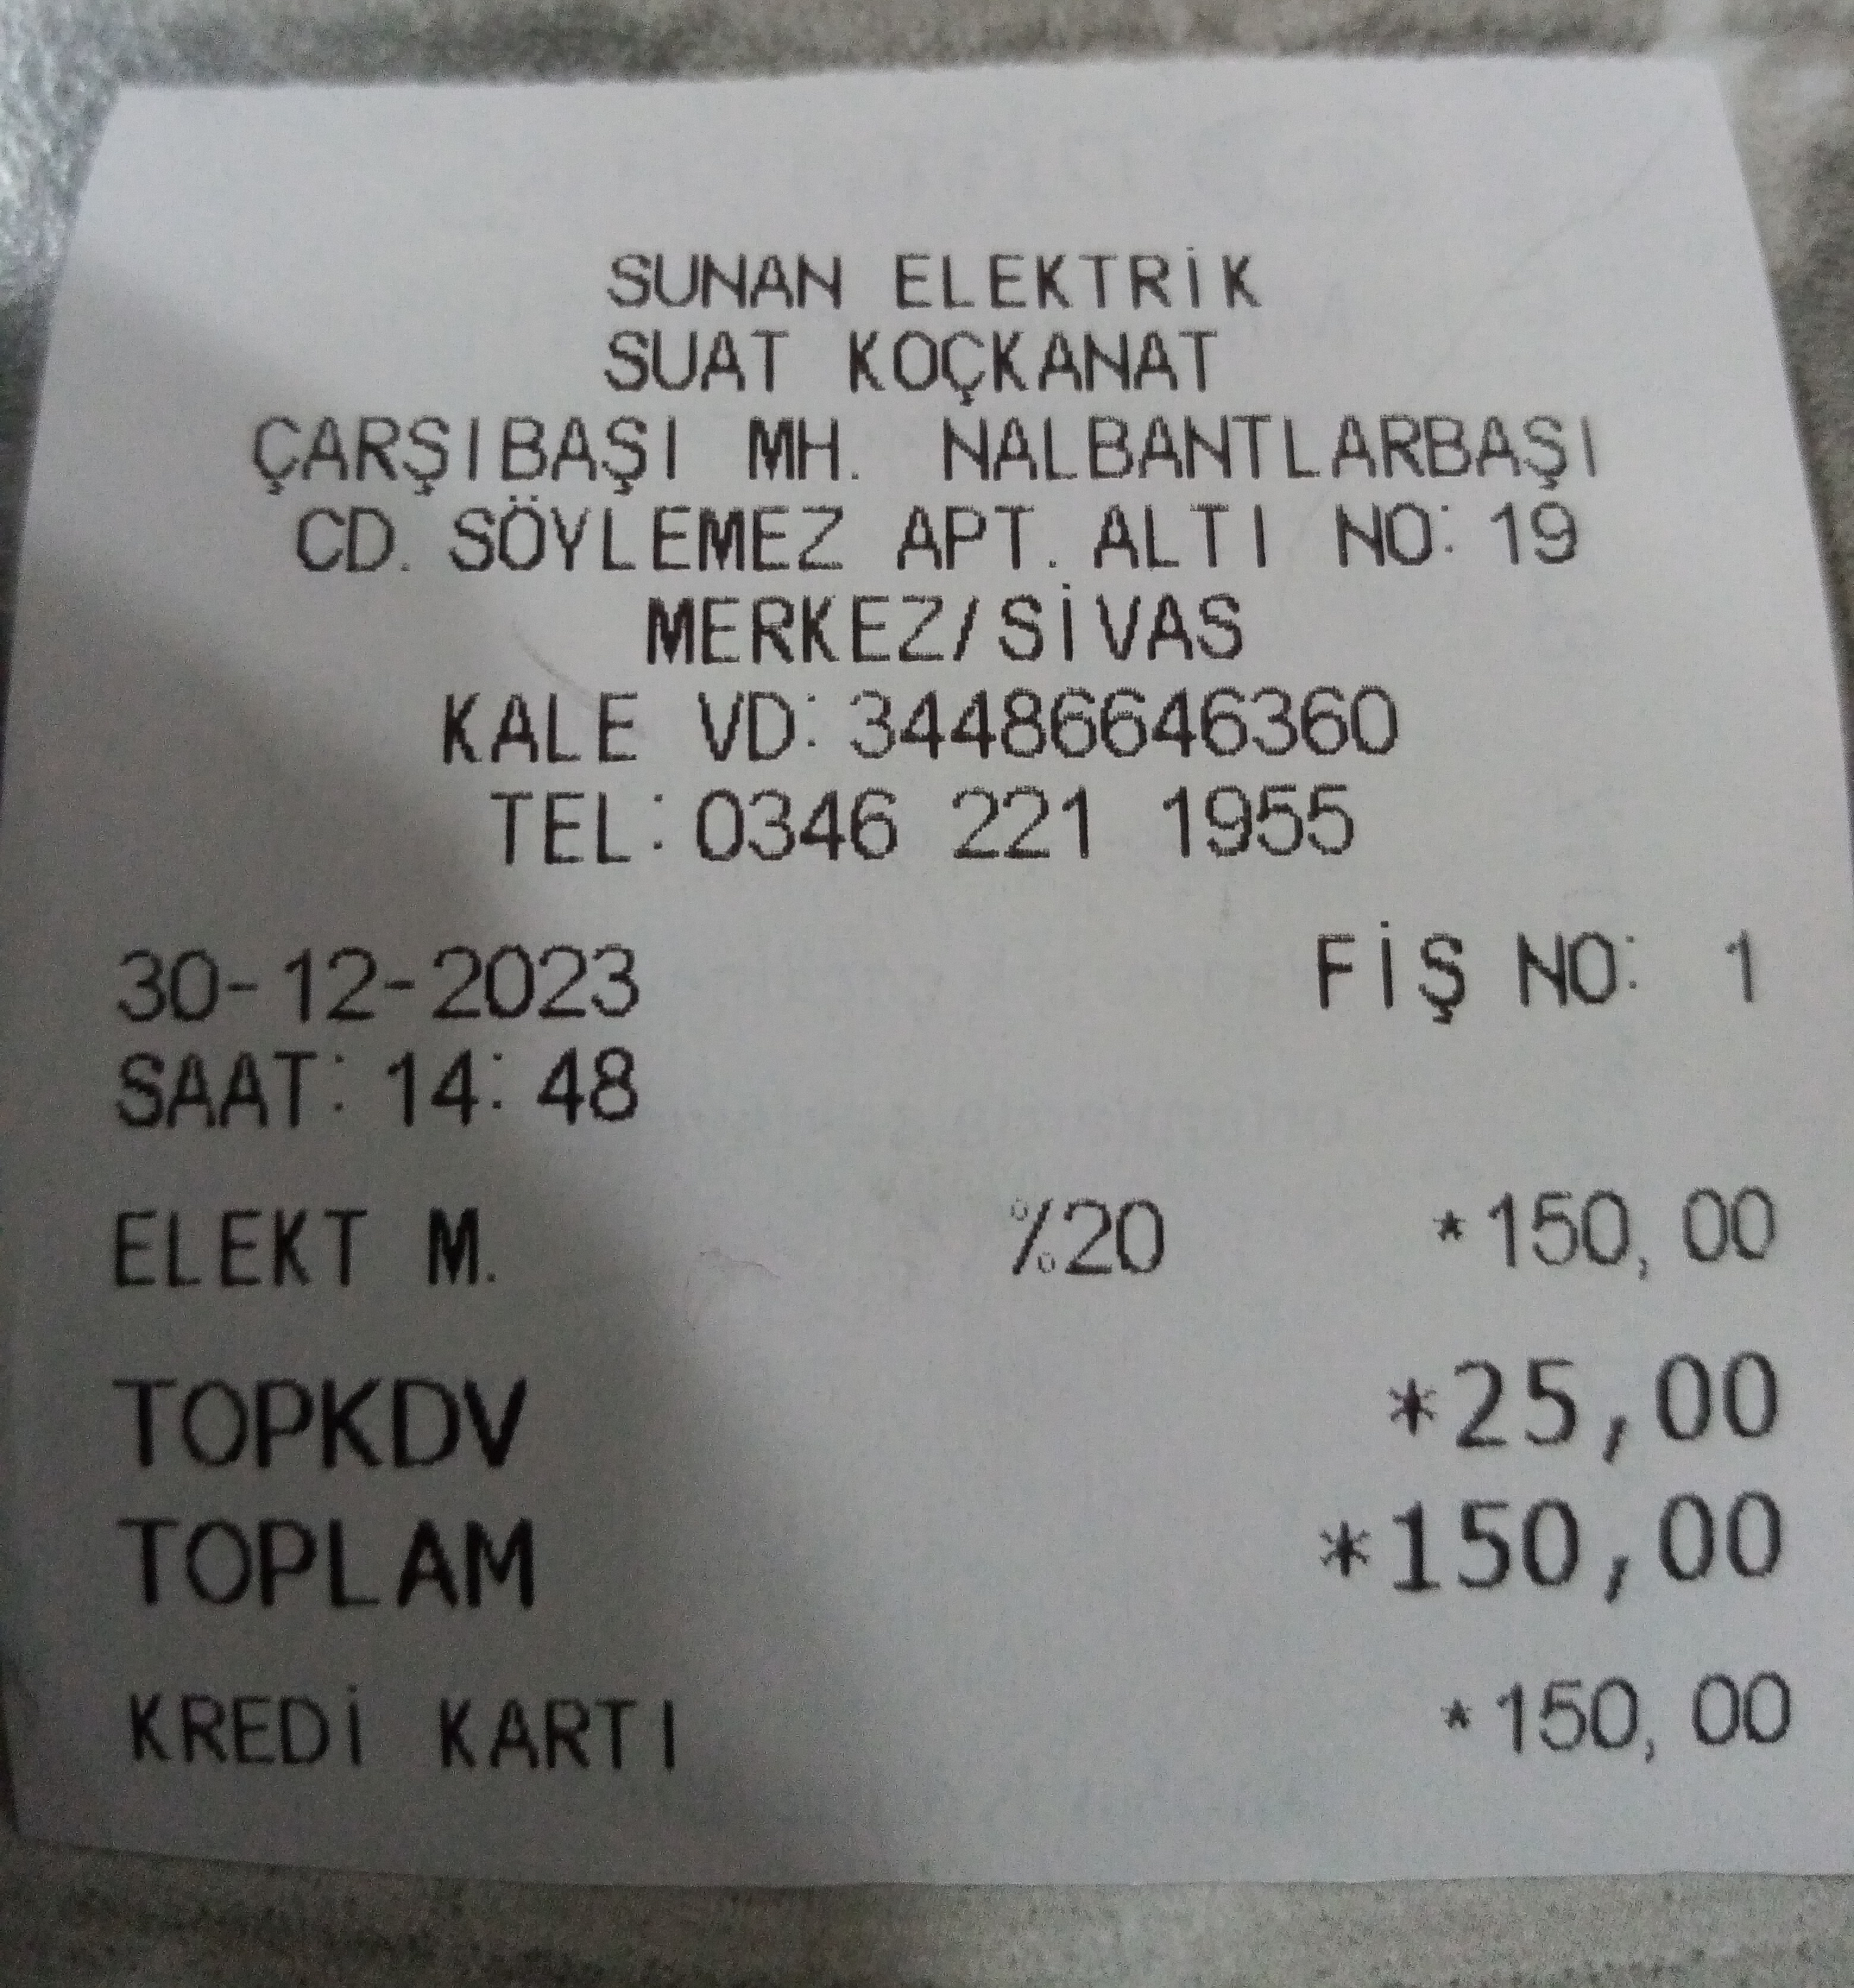 SUNAN ELEKTRİK
SUAT KOÇKANAT
ÇARŞIBAŞI MH. NALBANTLARBAŞI
CD. SÖYLEMEZ APT. ALTI NO: 19
MERKEZ/SİVAS
KALE VD: 34486646360
TEL: 0346 221 1955
30-12-2023 FİŞ NO: 1
SAAT: 14: 48
ELEKT M. %20 *150,00
TOPKDV *25,00
TOPLAM *150,00
KREDİ KARTI *150,00